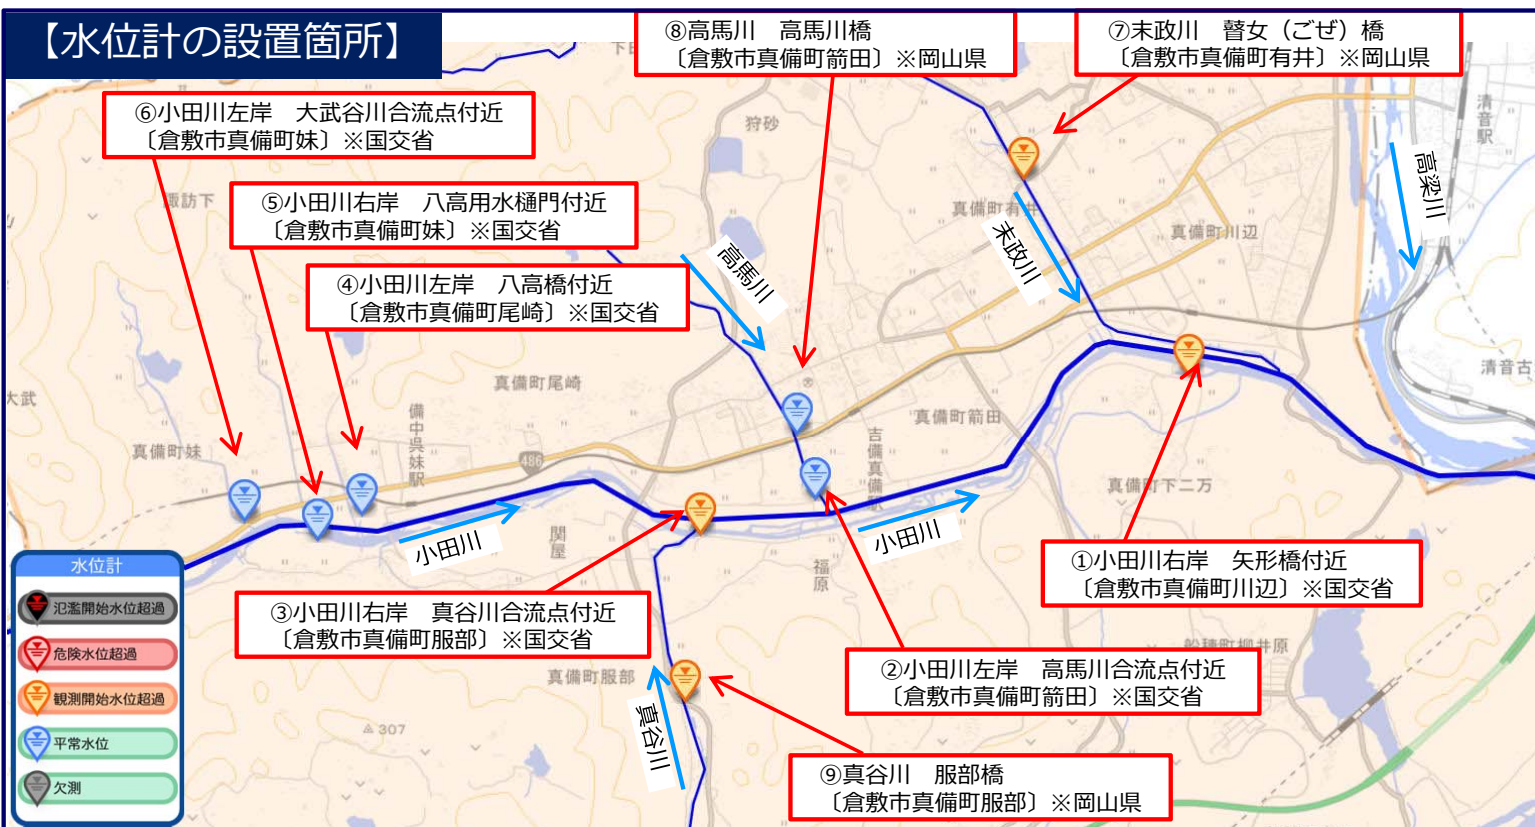 【水位計の設置箇所】
⑧高馬川　高馬川橋
〔倉敷市真備町箭田〕※岡山県
⑦末政川　瞽女（ごぜ）橋
〔倉敷市真備町有井〕※岡山県
⑥小田川左岸　大武谷川合流点付近
〔倉敷市真備町妹〕※国交省
⑤小田川右岸　八高用水樋門付近
〔倉敷市真備町妹〕※国交省
④小田川左岸　八高橋付近
〔倉敷市真備町尾崎〕※国交省
狩砂
清音駅
高梁川
真備町有井
真備町川辺
末政川
高馬川
清音古
大武
真備町尾崎
備中呉妹駅
真備町妹
486
真備町箭田
吉備真備駅
真備町下二万
小田川
小田川
関屋
福原
①小田川右岸　矢形橋付近
〔倉敷市真備町川辺〕※国交省
③小田川右岸　真谷川合流点付近
〔倉敷市真備町服部〕※国交省
②小田川左岸　高馬川合流点付近
〔倉敷市真備町箭田〕※国交省
船穂町柳井原
真備町服部
真谷川
307
⑨真谷川　服部橋
〔倉敷市真備町服部〕※岡山県
水位計
氾濫開始水位超過
危険水位超過
観測開始水位超過
平常水位
欠測